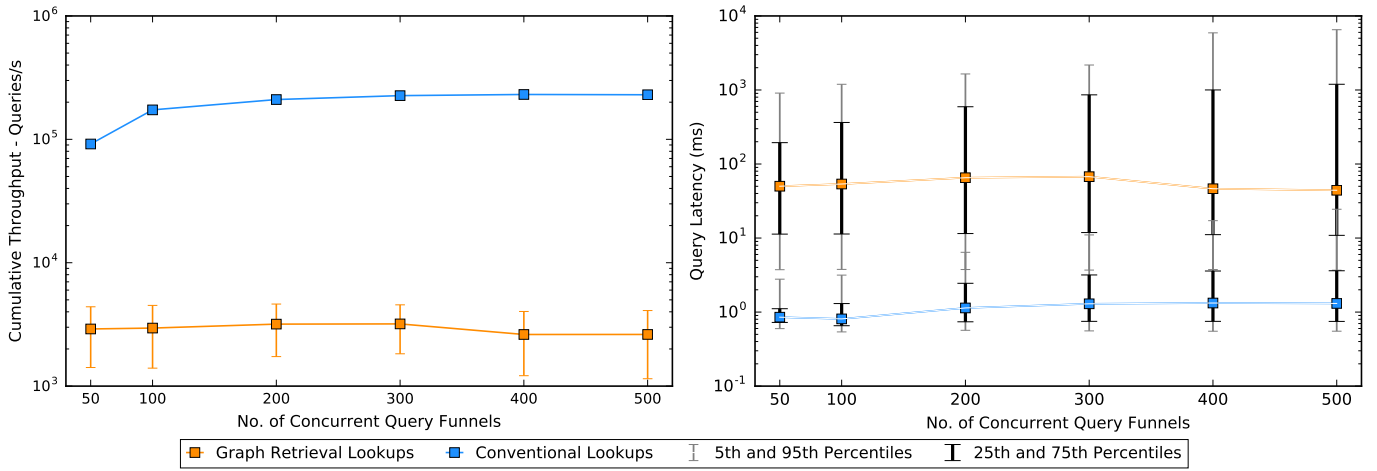 Cumulative Throughput - Queries/s
10^6
10^5
10^4
10^3
50 100 200 300 400 500
No. of Concurrent Query Funnels
Query Latency (ms)
10^4
10^3
10^2
10^1
10^0
10^-1
50 100 200 300 400 500
No. of Concurrent Query Funnels
Graph Retrieval Lookups Conventional Lookups 5th and 95th Percentiles 25th and 75th Percentiles